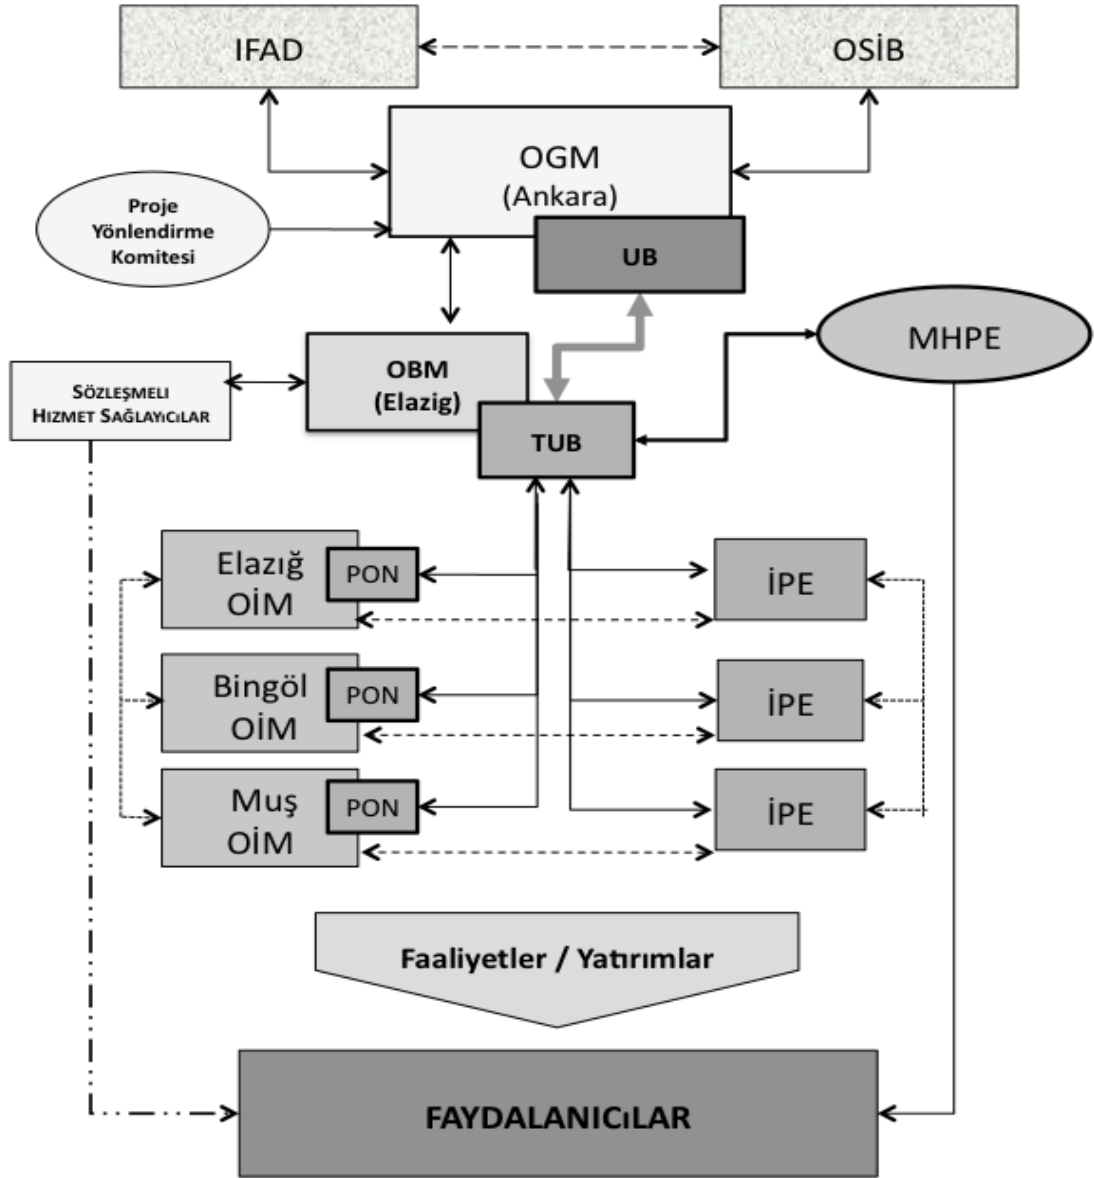 IFAD
OSİB
OGM
(Ankara)
Proje
Yönlendirme
Komitesi
UB
MHPE
OBM
(Elazig)
SÖZLEŞMELİ
HIZMET SAĞLAYıCıLAR
TUB
Elazığ
OİM
PON
İPE
Bingöl
OİM
PON
İPE
Muş
OİM
PON
İPE
Faaliyetler / Yatırımlar
FAYDALANICıLAR